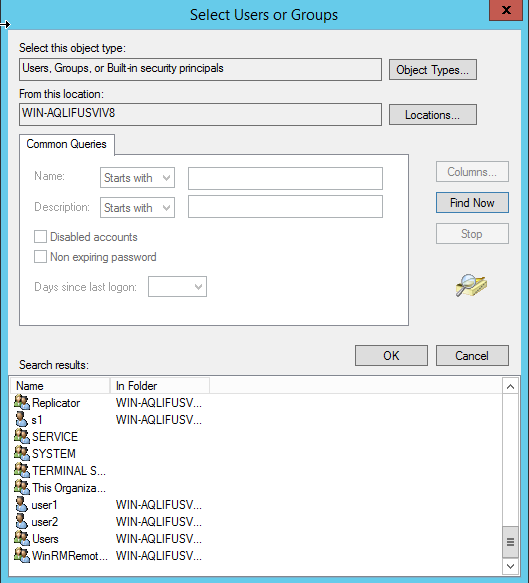 Select Users or Groups
X
Select this object type:
Users, Groups, or Built-in security principals
Object Types...
From this location:
WIN-AQLIFUSVIV8
Locations...
Common Queries
Name:
Starts with
Description:
Starts with
Disabled accounts
Non expiring password
Days since last logon:
Columns...
Find Now
Stop
OK
Cancel
Search results:
Name In Folder
Replicator WIN-AQLIFUSV...
s1 WIN-AQLIFUSV...
SERVICE
SYSTEM
TERMINAL S...
This Organiza...
user1 WIN-AQLIFUSV...
user2 WIN-AQLIFUSV...
Users WIN-AQLIFUSV...
WinRMRemot... WIN-AQLIFUSV...